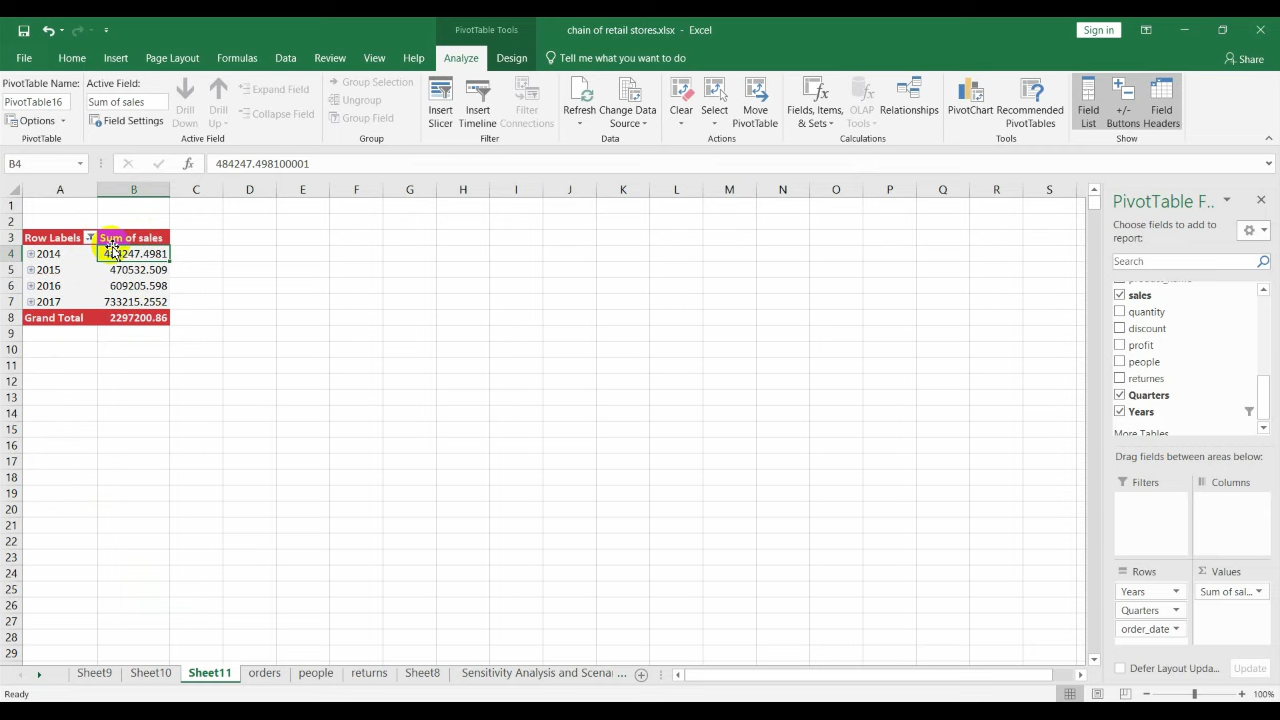 PivotTable Tools
chain of retail stores.xlsx - Excel
Sign in
File
Home
Insert
Page Layout
Formulas
Data
Review
View
Help
Analyze
Design
Tell me what you want to do
Share
PivotTable Name:
PivotTable16
Options
PivotTable
Active Field:
Sum of sales
Field Settings
Drill
Down
Drill
Up
Expand Field
Collapse Field
Active Field
Group Selection
Ungroup
Group Field
Group
Insert
Slicer
Insert
Timeline
Filter
Connections
Filter
Refresh
Change Data
Source
Data
Clear
Select
Move
PivotTable
Actions
Fields, Items,
& Sets
OLAP
Tools
Relationships
Calculations
PivotChart
Recommended
PivotTables
Tools
Field
List
+/-
Buttons
Field
Headers
Show
B4
fx
484247.498100001
A B C D E F G H I J K L M N O P Q R S
1
2
3 Row Labels Sum of sales
4 2014 484247.4981
5 2015 470532.509
6 2016 609205.598
7 2017 733215.2552
8 Grand Total 2297200.86
9
10
11
12
13
14
15
16
17
18
19
20
21
22
23
24
25
26
27
28
29
PivotTable F..
Choose fields to add to
report:
Search
sales
quantity
discount
profit
people
returnes
Quarters
Years
Drag fields between areas below:
Filters
Columns
Rows
Values
Years
Sum of sal...
Quarters
order_date
Defer Layout Upda...
Update
Sheet9
Sheet10
Sheet11
orders
people
returns
Sheet8
Sensitivity Analysis and Scenar ...
Ready
100%